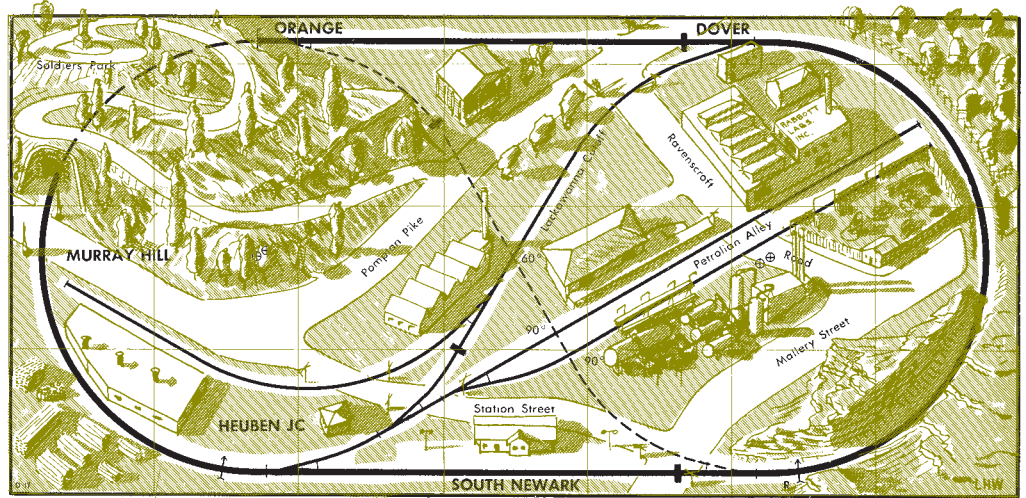 ORANGE
DOVER
Soldiers Park
RABBOTT
LABS
INC.
Ravenscroft
Lackawanna Cutoff
Pompton Pike
MURRAY HILL
Petrolian Alley
Road
60°
90°
90
Mallery Street
Station Street
HEUBEN JC
SOUTH NEWARK
R
LHW